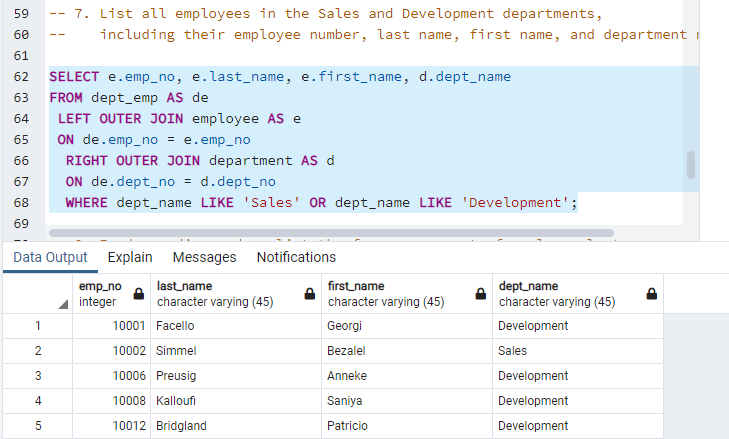 59 -- 7. List all employees in the Sales and Development departments,
60 -- including their employee number, last name, first name, and department
61
62 SELECT e.emp_no, e.last_name, e.first_name, d.dept_name
63 FROM dept_emp AS de
64 LEFT OUTER JOIN employee AS e
65 ON de.emp_no = e.emp_no
66 RIGHT OUTER JOIN department AS d
67 ON de.dept_no = d.dept_no
68 WHERE dept_name LIKE 'Sales' OR dept_name LIKE 'Development';
69
Data Output Explain Messages Notifications
emp_no last_name first_name dept_name
integer character varying (45) character varying (45) character varying (45)
1 10001 Facello Georgi Development
2 10002 Simmel Bezalel Sales
3 10006 Preusig Anneke Development
4 10008 Kalloufi Saniya Development
5 10012 Bridgland Patricio Development